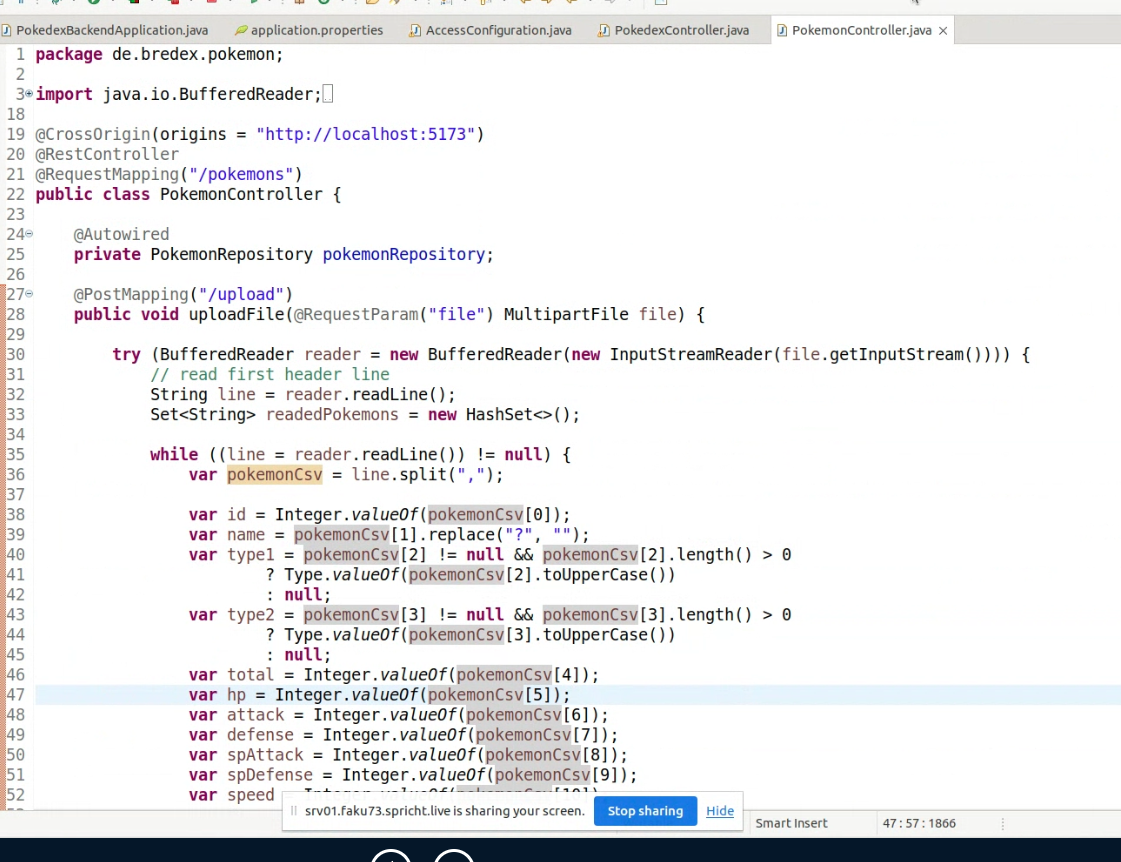 PokedexBackendApplication.java application.properties AccessConfiguration.java PokedexController.java PokemonController.java ×
1 package de.bredex.pokemon;
2
3 import java.io.BufferedReader;
18
19 @CrossOrigin(origins = "http://localhost:5173")
20 @RestController
21 @RequestMapping("/pokemons")
22 public class PokemonController {
23
24 @Autowired
25 private PokemonRepository pokemonRepository;
26
27 @PostMapping("/upload")
28 public void uploadFile(@RequestParam("file") MultipartFile file) {
29
30 try (BufferedReader reader = new BufferedReader(new InputStreamReader(file.getInputStream()))) {
31 // read first header line
32 String line = reader.readLine();
33 Set<String> readedPokemons = new HashSet<>();
34
35 while ((line = reader.readLine()) != null) {
36 var pokemonCsv = line.split(",");
37
38 var id = Integer.valueOf(pokemonCsv[0]);
39 var name = pokemonCsv[1].replace("?", "");
40 var type1 = pokemonCsv[2] != null && pokemonCsv[2].length() > 0
41 ? Type.valueOf(pokemonCsv[2].toUpperCase())
42 : null;
43 var type2 = pokemonCsv[3] != null && pokemonCsv[3].length() > 0
44 ? Type.valueOf(pokemonCsv[3].toUpperCase())
45 : null;
46 var total = Integer.valueOf(pokemonCsv[4]);
47 var hp = Integer.valueOf(pokemonCsv[5]);
48 var attack = Integer.valueOf(pokemonCsv[6]);
49 var defense = Integer.valueOf(pokemonCsv[7]);
50 var spAttack = Integer.valueOf(pokemonCsv[8]);
51 var spDefense = Integer.valueOf(pokemonCsv[9]);
52 var speed
srv01.faku73.spricht.live is sharing your screen. Stop sharing Hide
Smart Insert 47 : 57 : 1866